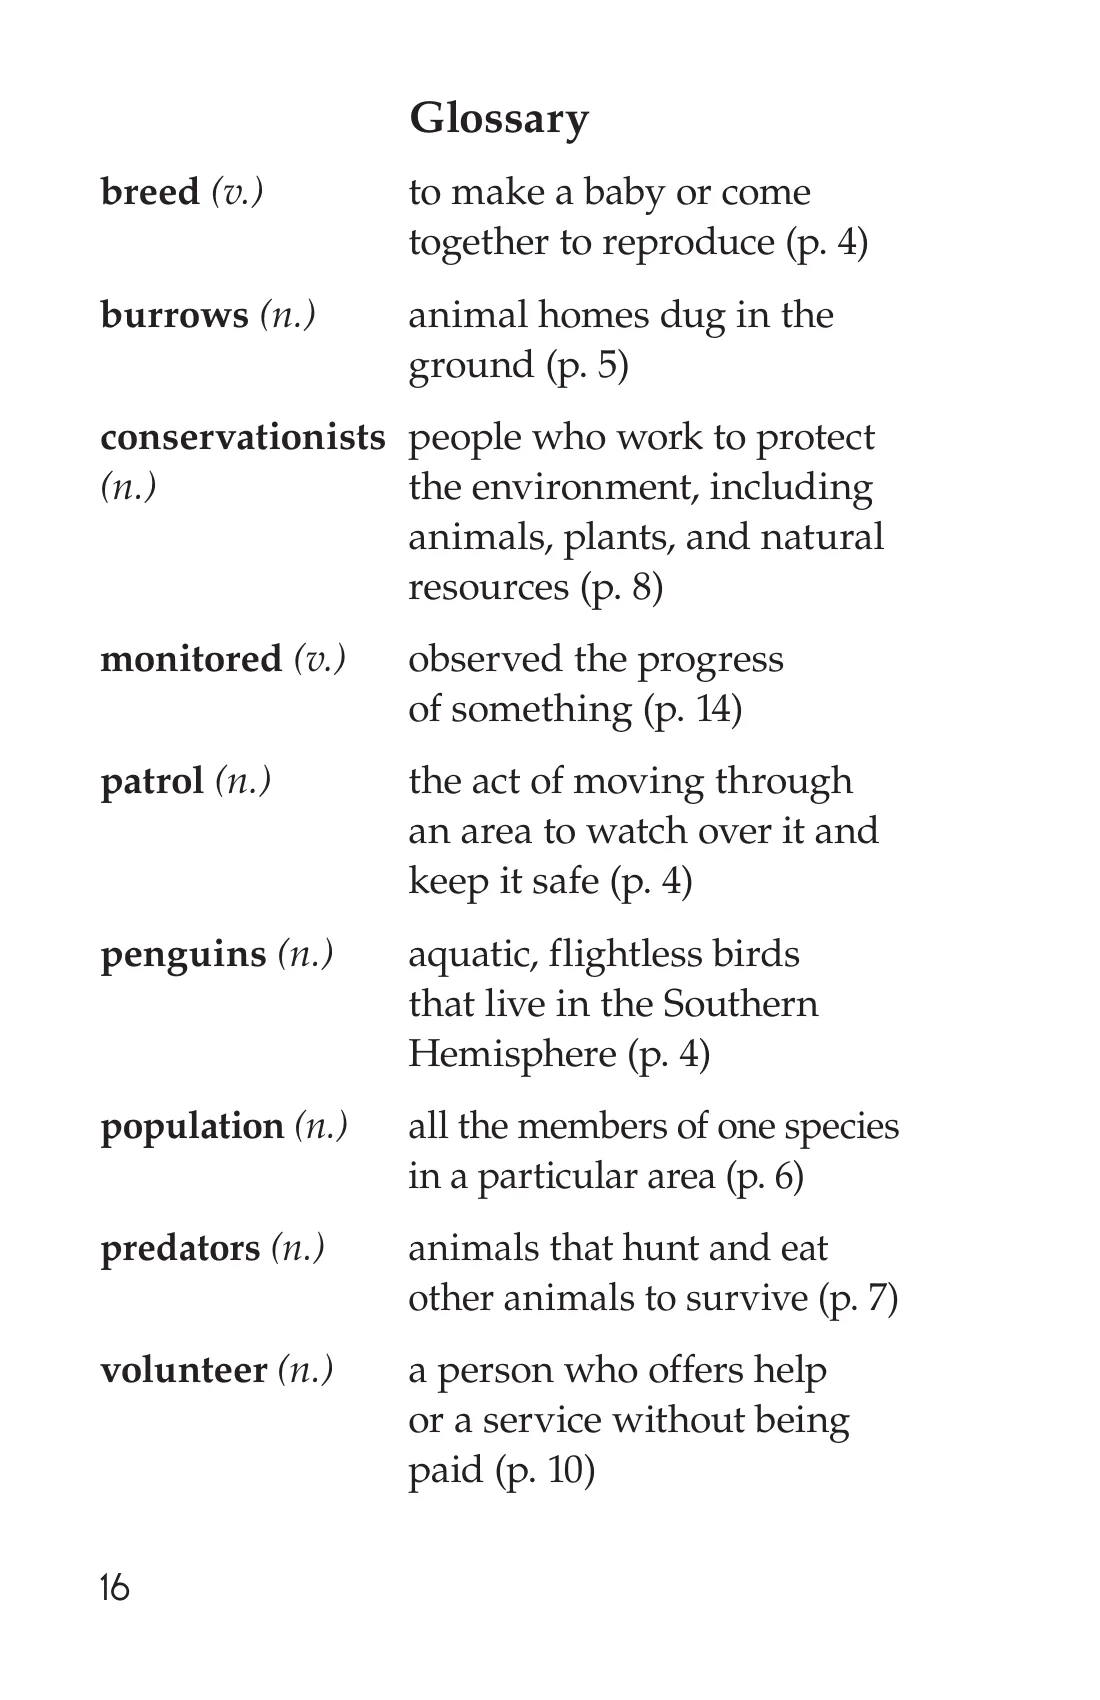 Glossary
breed (v.) to make a baby or come
together to reproduce (p. 4)
burrows (n.) animal homes dug in the
ground (p. 5)
conservationists people who work to protect
(n.) the environment, including
animals, plants, and natural
resources (p. 8)
monitored (v.) observed the progress
of something (p. 14)
patrol (n.) the act of moving through
an area to watch over it and
keep it safe (p. 4)
penguins (n.) aquatic, flightless birds
that live in the Southern
Hemisphere (p. 4)
population (n.) all the members of one species
in a particular area (p. 6)
predators (n.) animals that hunt and eat
other animals to survive (p. 7)
volunteer (n.) a person who offers help
or a service without being
paid (p. 10)
16